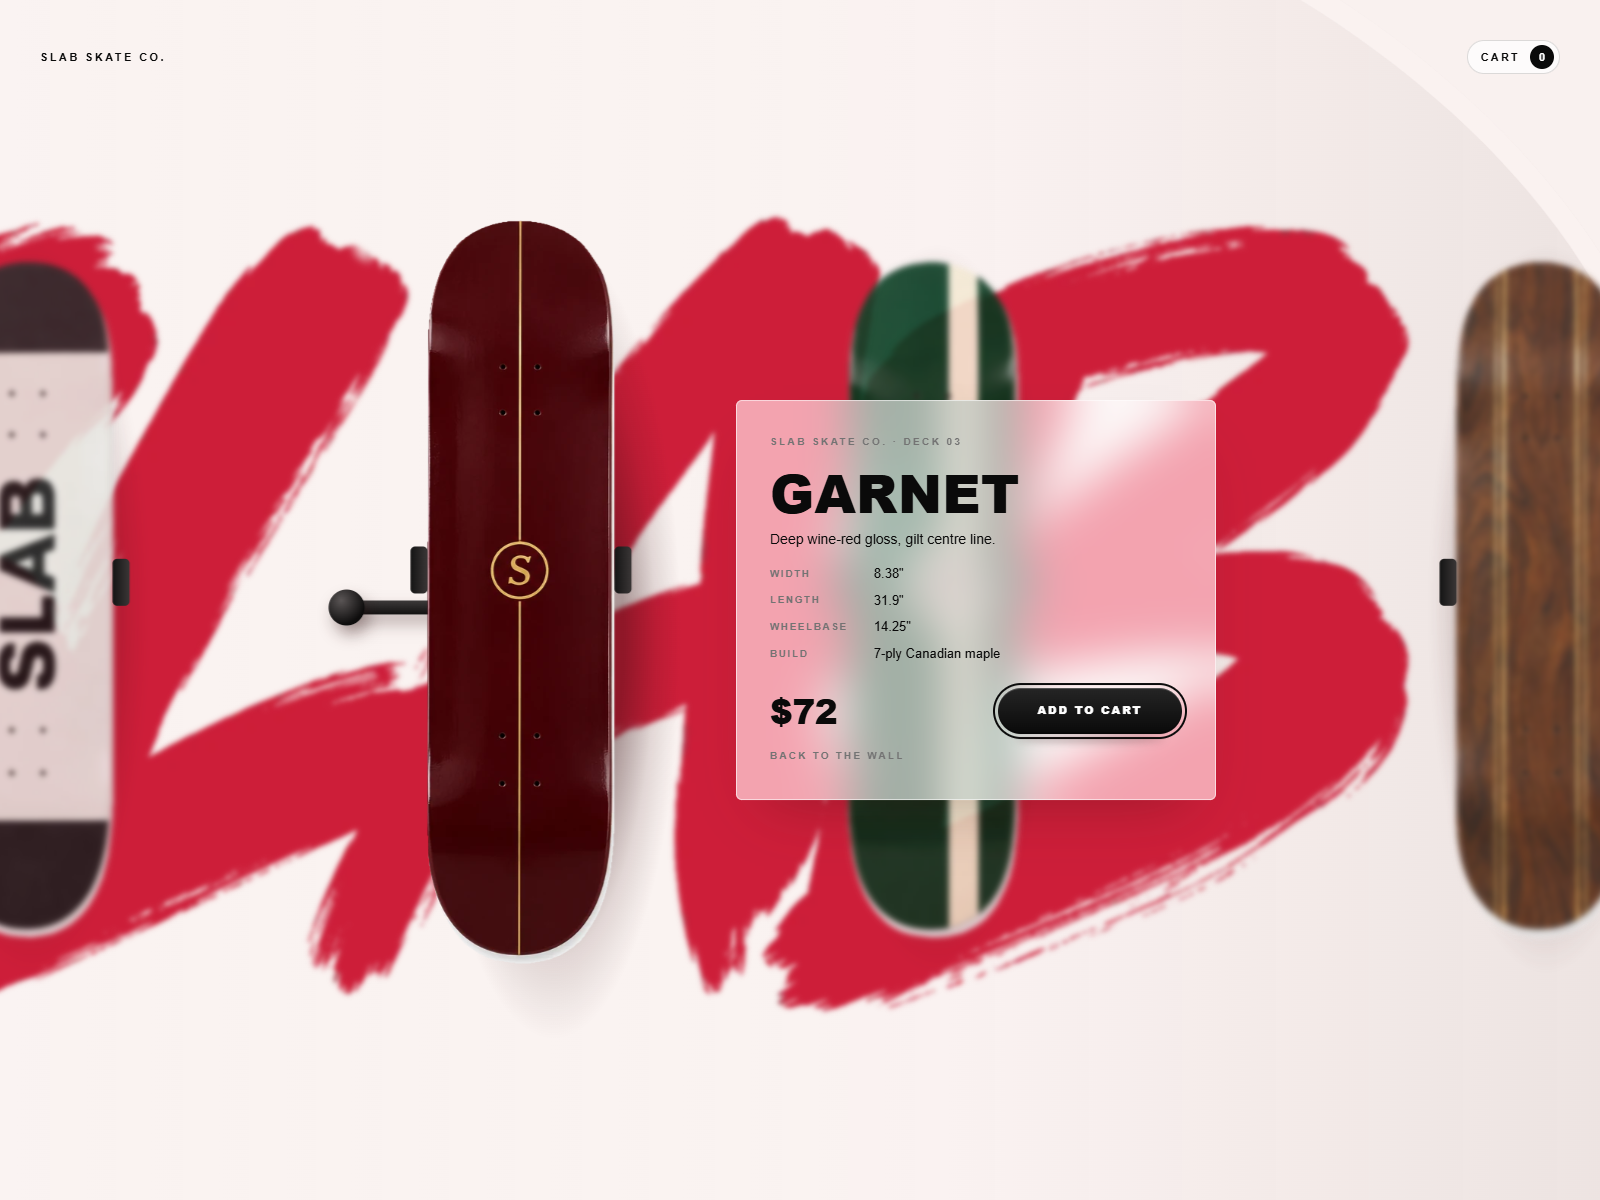 SLAB SKATE CO.
CART 0
SLAB
S
SLAB SKATE CO. · DECK 03
GARNET
Deep wine-red gloss, gilt centre line.
WIDTH 8.38"
LENGTH 31.9"
WHEELBASE 14.25"
BUILD 7-ply Canadian maple
$72
ADD TO CART
BACK TO THE WALL